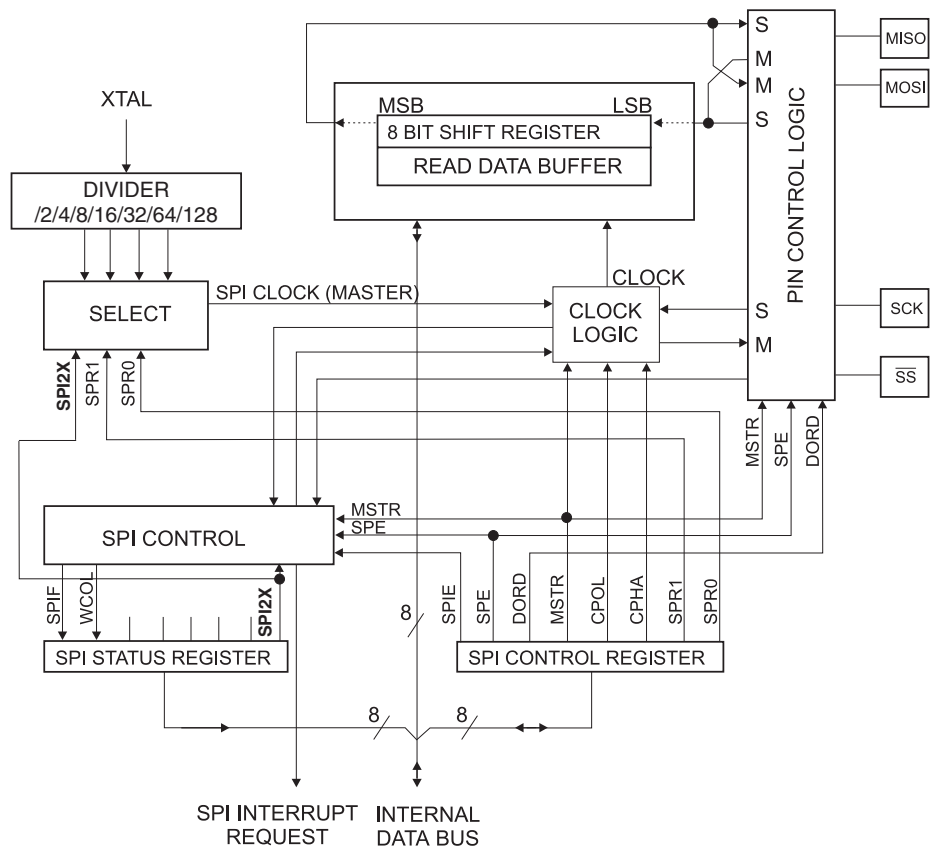 S
MISO
M
M
MOSI
XTAL
MSB
LSB
S
8 BIT SHIFT REGISTER
READ DATA BUFFER
DIVIDER
/2/4/8/16/32/64/128
PIN CONTROL LOGIC
SPI CLOCK (MASTER)
CLOCK
SELECT
CLOCK
LOGIC
S
SCK
M
SPI2X
SPR1
SPR0
SS
MSTR
SPE
DORD
MSTR
SPE
SPI CONTROL
SPIF
WCOL
SPI2X
8
SPIE
SPE
DORD
MSTR
CPOL
CPHA
SPR1
SPR0
SPI STATUS REGISTER
SPI CONTROL REGISTER
8
8
SPI INTERRUPT
REQUEST
INTERNAL
DATA BUS